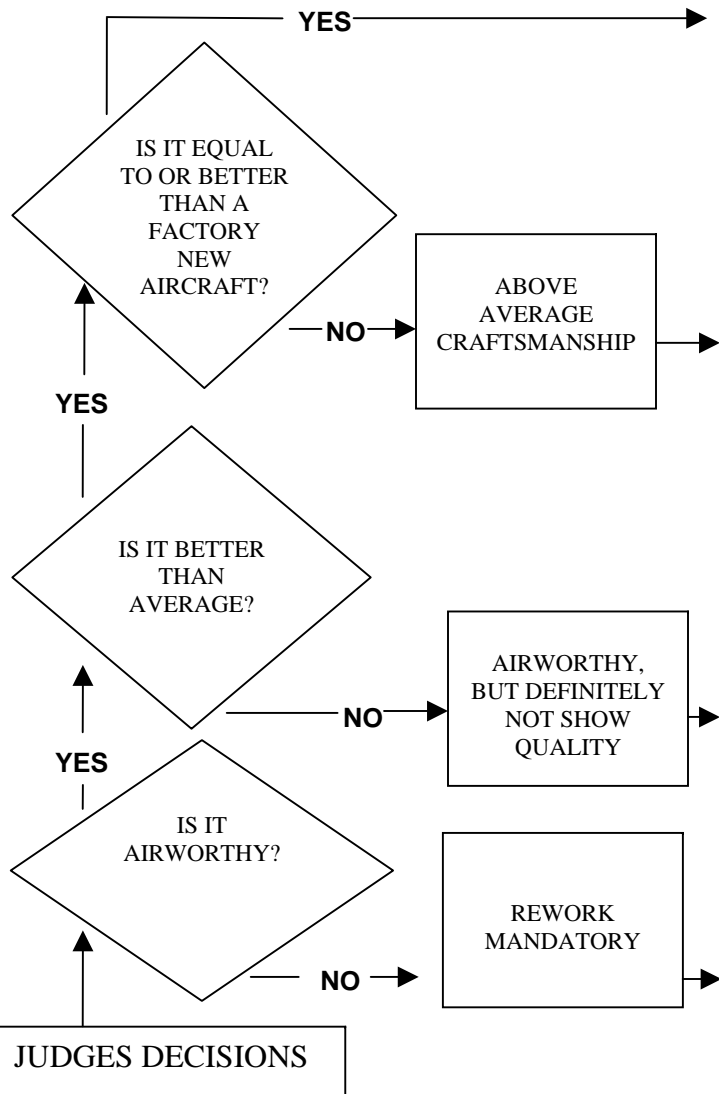 YES
IS IT EQUAL
TO OR BETTER
THAN A
FACTORY
NEW
AIRCRAFT?
NO
ABOVE
AVERAGE
CRAFTSMANSHIP
YES
IS IT BETTER
THAN
AVERAGE?
NO
AIRWORTHY,
BUT DEFINITELY
NOT SHOW
QUALITY
YES
IS IT
AIRWORTHY?
NO
REWORK
MANDATORY
JUDGES DECISIONS